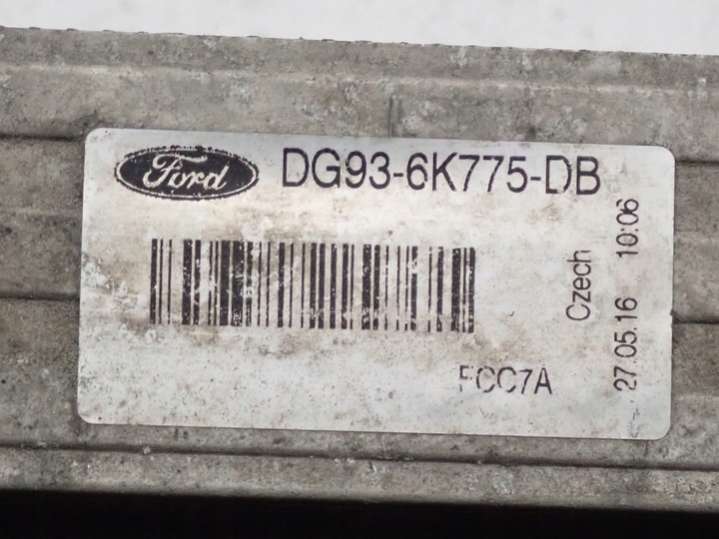 Ford
DG93-6K775-DB
FCC7A
Czech
27.05.16 10:06